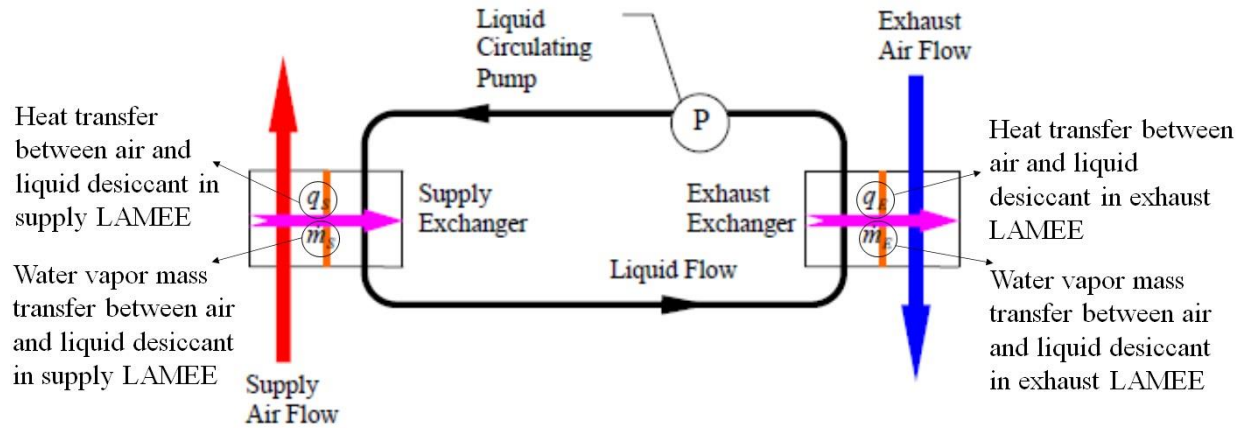 Liquid
Circulating
Pump
Exhaust
Air Flow
P
Heat transfer
between air and
liquid desiccant in
supply LAMEE
Water vapor mass
transfer between air
and liquid desiccant
in supply LAMEE
q_S
ṁ_S
Supply
Exchanger
Exhaust
Exchanger
q_E
ṁ_E
Heat transfer between
air and liquid
desiccant in exhaust
LAMEE
Water vapor mass
transfer between air
and liquid desiccant
in exhaust LAMEE
Liquid Flow
Supply
Air Flow